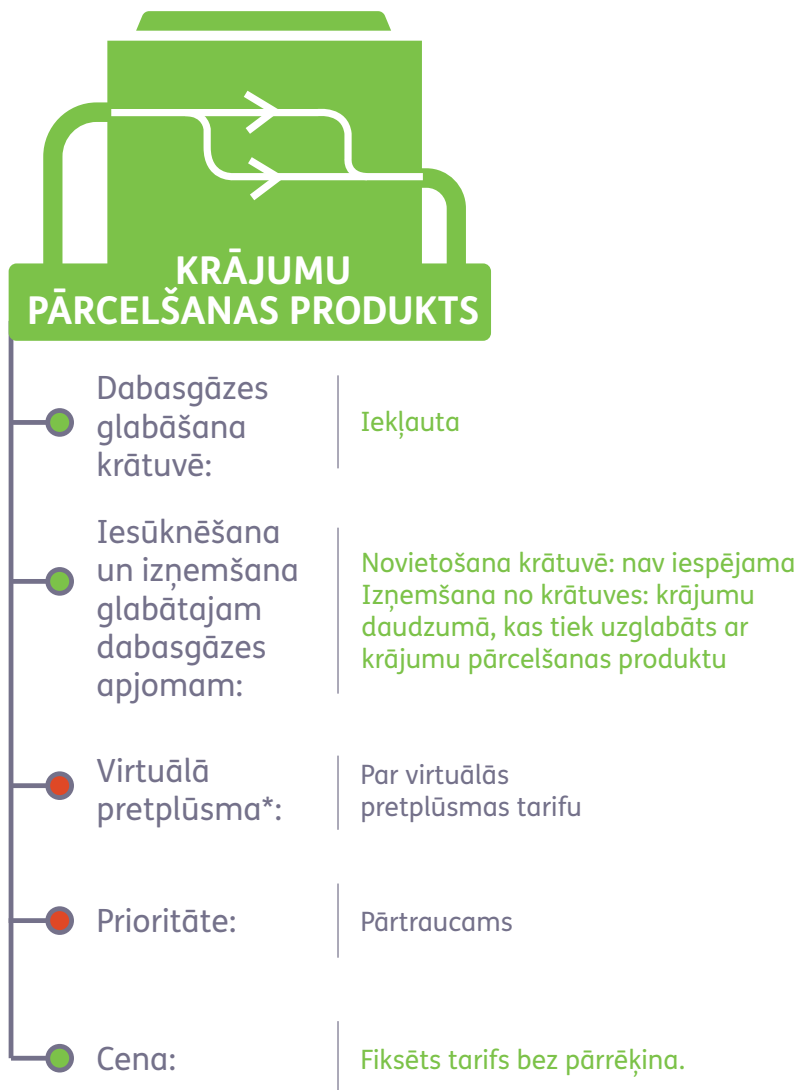 KRĀJUMU
PĀRCELŠANAS PRODUKTS
Dabasgāzes
glabāšana
krātuvē:
Iekļauta
Iesūknēšana
un izņemšana
glabātajam
dabasgāzes
apjomam:
Novietošana krātuvē: nav iespējama
Izņemšana no krātuves: krājumu
daudzumā, kas tiek uzglabāts ar
krājumu pārcelšanas produktu
Virtuālā
pretplūsma*:
Par virtuālās
pretplūsmas tarifu
Prioritāte:
Pārtraucams
Cena:
Fiksēts tarifs bez pārrēķina.